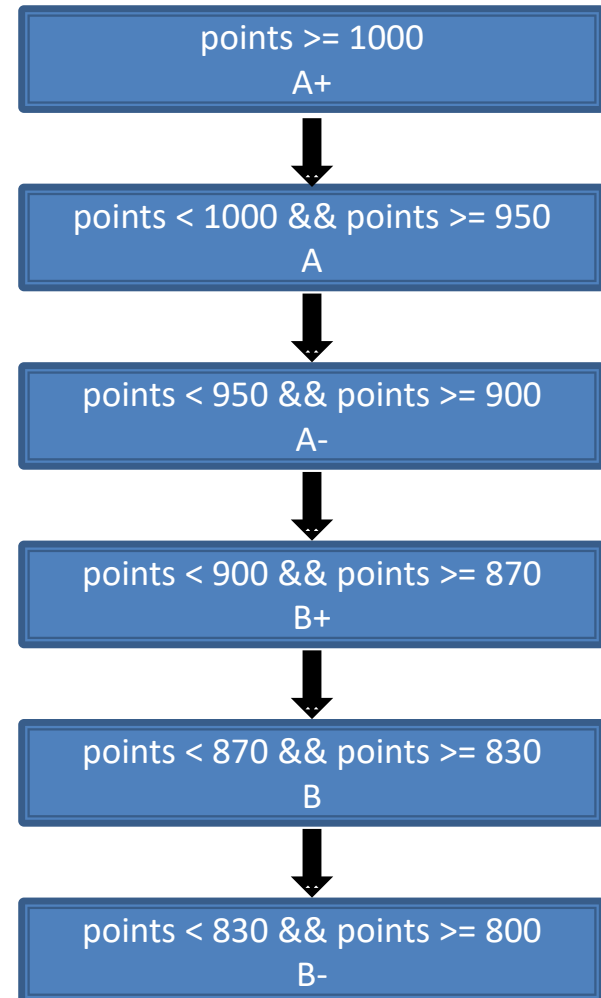 points >= 1000
A+
points < 1000 && points >= 950
A
points < 950 && points >= 900
A-
points < 900 && points >= 870
B+
points < 870 && points >= 830
B
points < 830 && points >= 800
B-